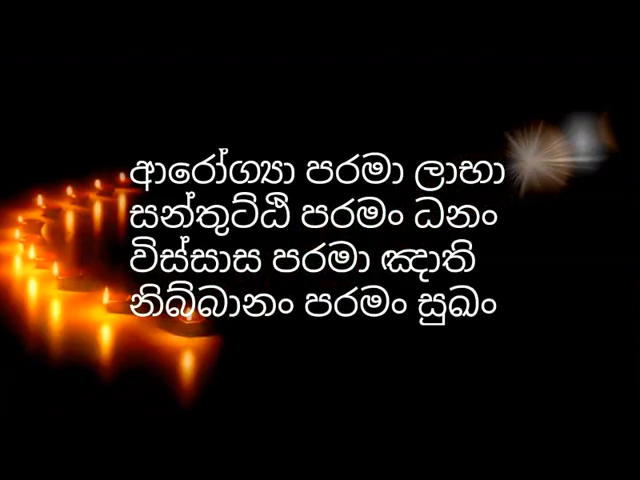 ආරෝග්‍යා පරමා ලාභා
සන්තුට්ඨි පරමං ධනං
විස්සාස පරමා ඤාති
නිබ්බානං පරමං සුඛං